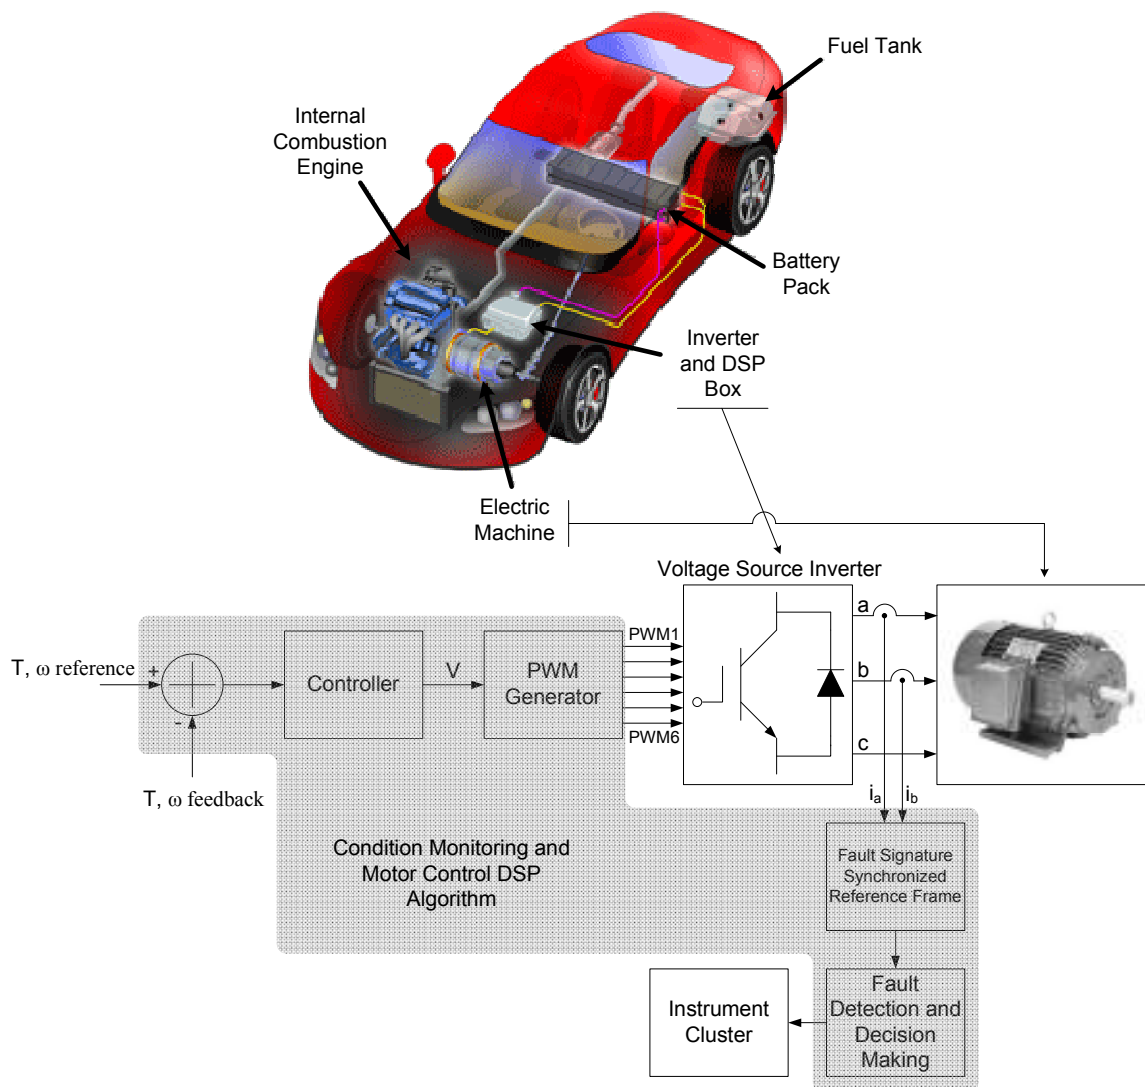 Fuel Tank
Internal
Combustion
Engine
Battery
Pack
Inverter
and DSP
Box
Electric
Machine
Voltage Source Inverter
T, ω reference
+
-
T, ω feedback
Controller
V
PWM
Generator
PWM1
PWM6
a
b
c
ia
ib
Condition Monitoring and
Motor Control DSP
Algorithm
Fault Signature
Synchronized
Reference Frame
Fault
Detection and
Decision
Making
Instrument
Cluster